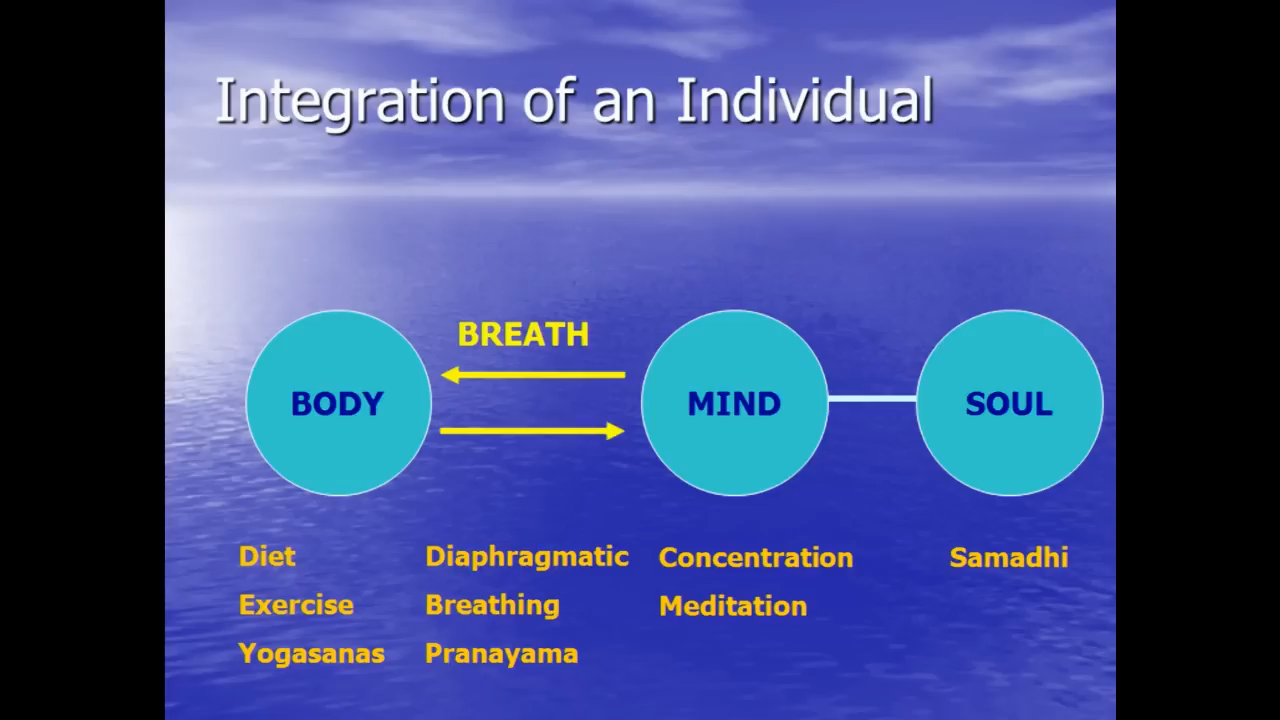 Integration of an Individual
BREATH
BODY
MIND
SOUL
Diet
Exercise
Yogasanas
Diaphragmatic
Breathing
Pranayama
Concentration
Meditation
Samadhi